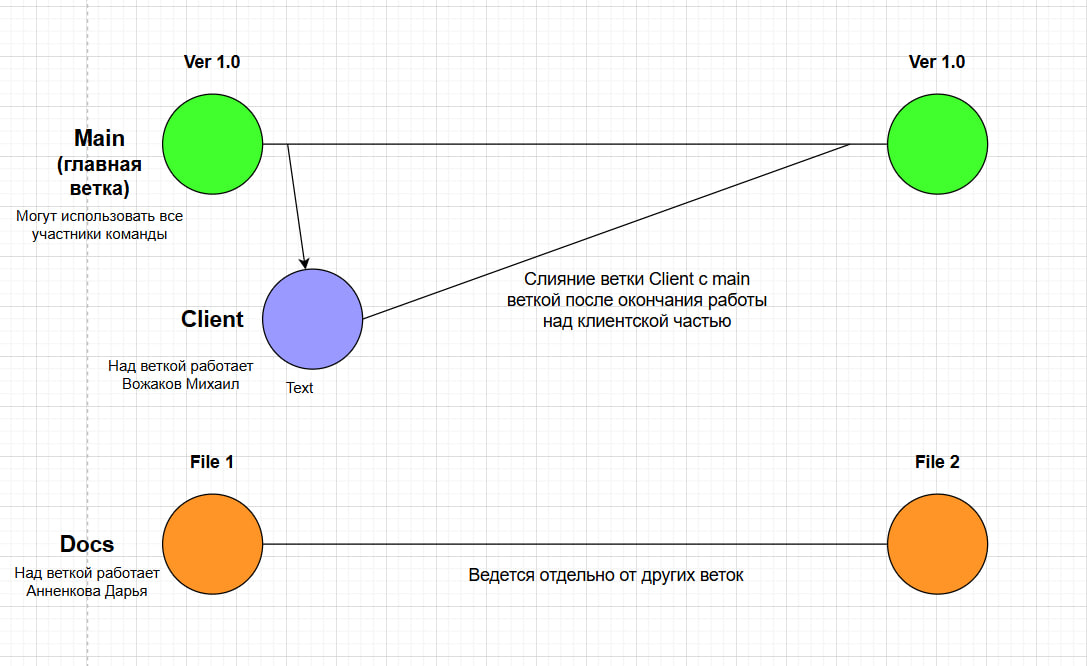 Ver 1.0
Ver 1.0
Main
(главная
ветка)
Могут использовать все
участники команды
Client
Над веткой работает
Вожаков Михаил
Text
Слияние ветки Client с main
веткой после окончания работы
над клиентской частью
File 1
File 2
Docs
Над веткой работает
Анненкова Дарья
Ведется отдельно от других веток